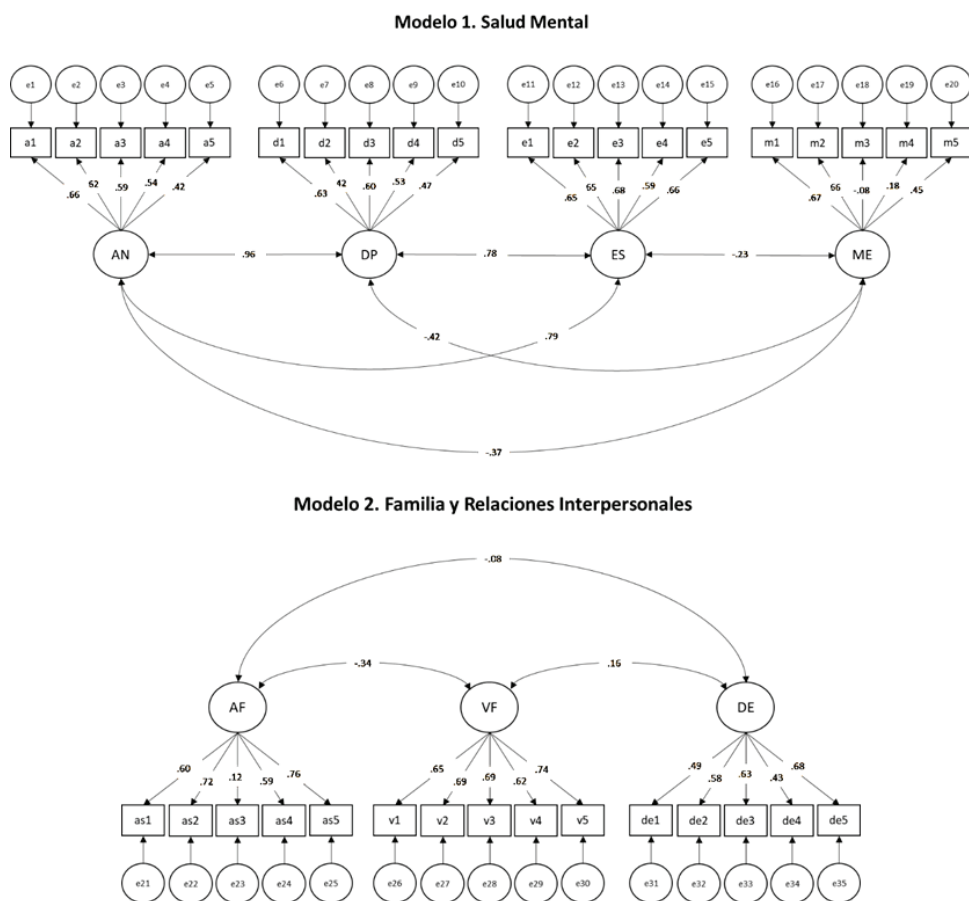 Modelo 1. Salud Mental
e1 e2 e3 e4 e5 e6 e7 e8 e9 e10 e11 e12 e13 e14 e15 e16 e17 e18 e19 e20
a1 a2 a3 a4 a5 d1 d2 d3 d4 d5 e1 e2 e3 e4 e5 m1 m2 m3 m4 m5
.66 .62 .59 .54 .42 .63 .42 .60 .53 .47 .65 .65 .68 .59 .66 .67 .66 -.08 .18 .45
AN .96 DP .78 ES -.23 ME
-.42 .79
-.37
Modelo 2. Familia y Relaciones Interpersonales
-.08
-.34 .16
AF VF DE
.60 .72 .12 .59 .76 .65 .69 .69 .62 .74 .49 .58 .63 .43 .68
as1 as2 as3 as4 as5 v1 v2 v3 v4 v5 de1 de2 de3 de4 de5
e21 e22 e23 e24 e25 e26 e27 e28 e29 e30 e31 e32 e33 e34 e35